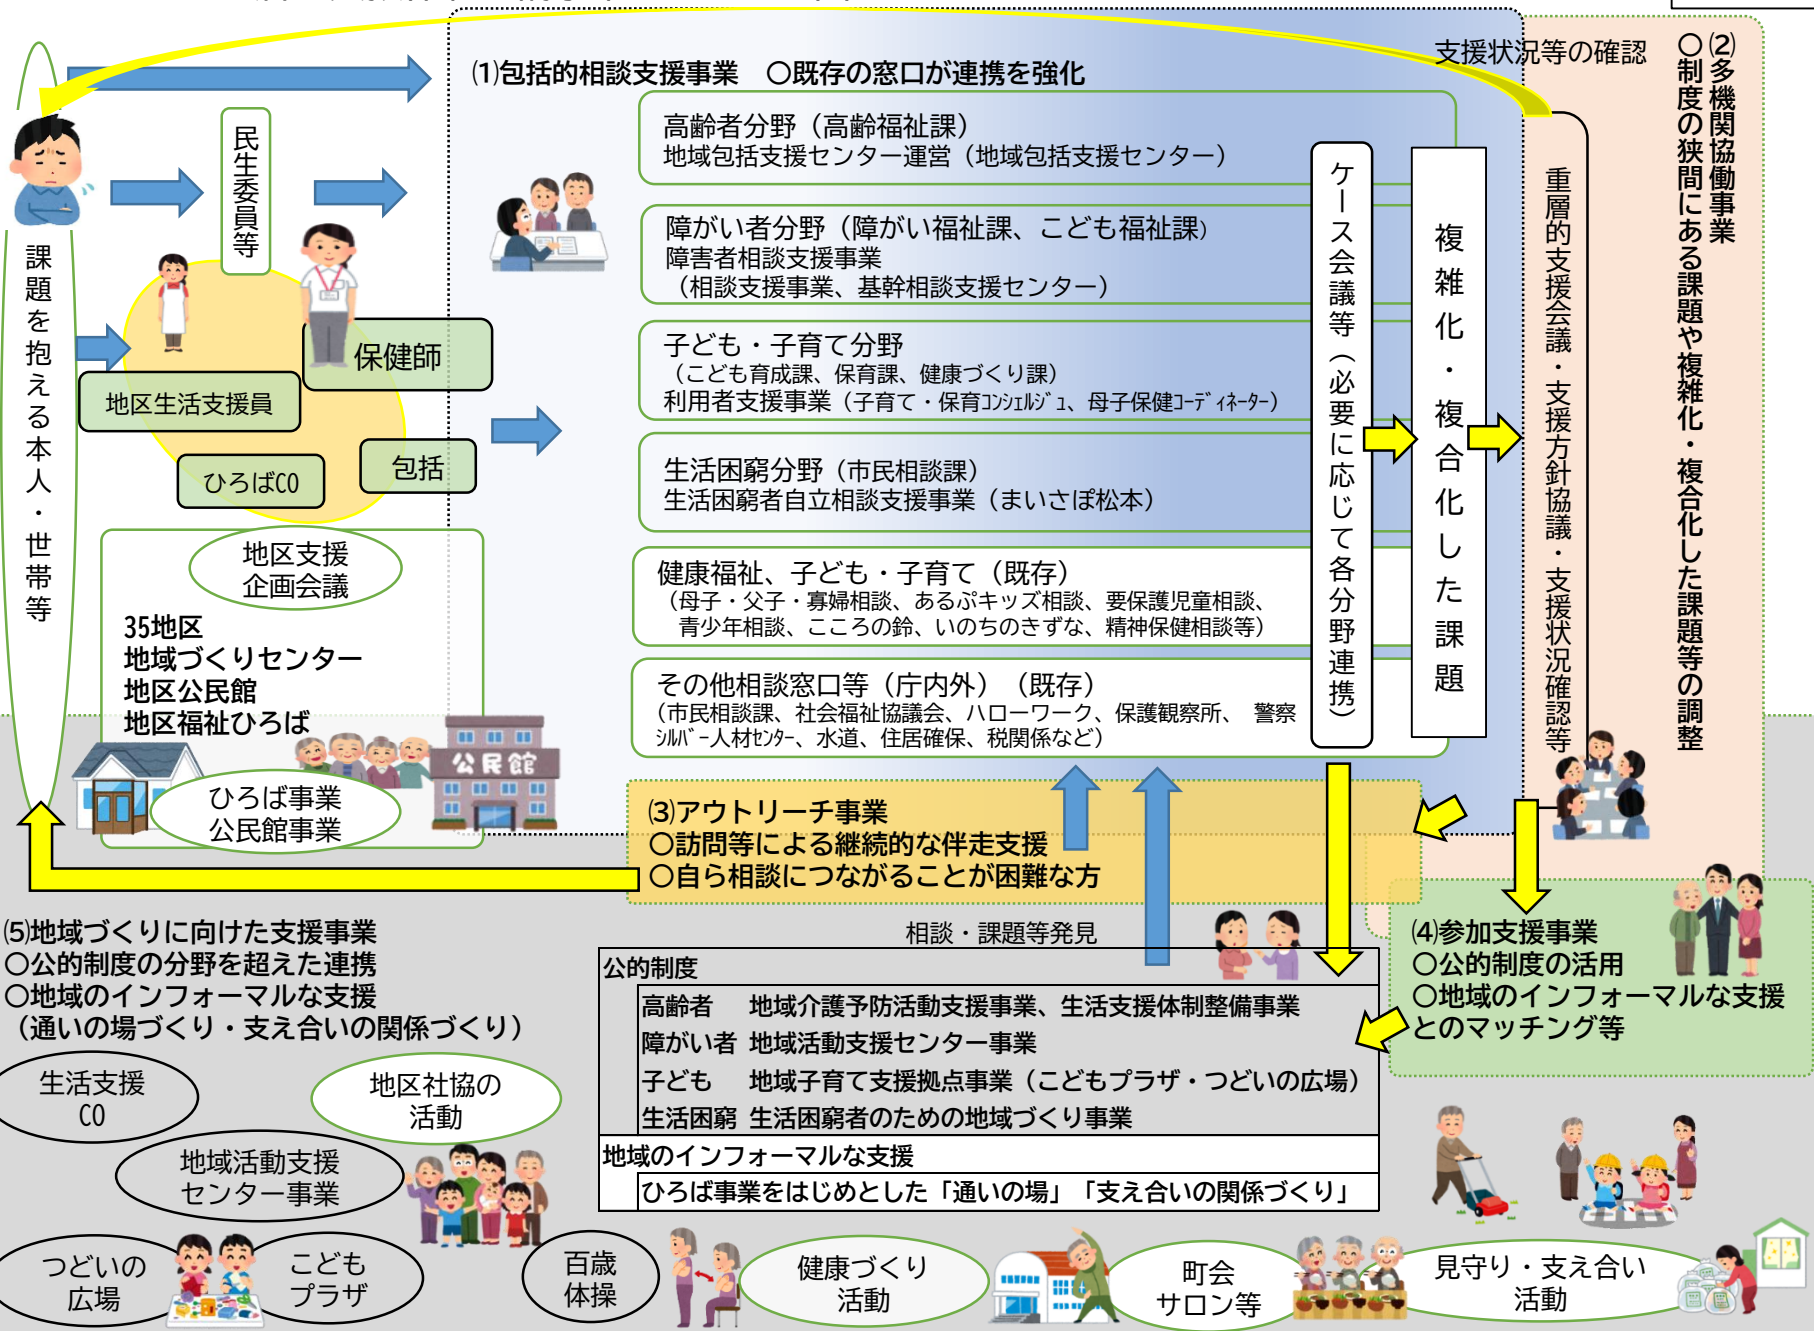 支援状況等の確認
⑴包括的相談支援事業　○既存の窓口が連携を強化
⑵多機関協働事業
○制度の狭間にある課題や複雑化・複合化した課題等の調整
課題を抱える本人・世帯等
民生委員等
保健師
地区生活支援員
ひろばCO
包括
高齢者分野（高齢福祉課）
地域包括支援センター運営（地域包括支援センター）
障がい者分野（障がい福祉課、こども福祉課）
障害者相談支援事業
（相談支援事業、基幹相談支援センター）
子ども・子育て分野
（こども育成課、保育課、健康づくり課）
利用者支援事業（子育て・保育ｺﾝｼｪﾙｼﾞｭ、母子保健ｺｰﾃﾞｨﾈｰﾀｰ）
生活困窮分野（市民相談課）
生活困窮者自立相談支援事業（まいさぽ松本）
健康福祉、子ども・子育て（既存）
（母子・父子・寡婦相談、あるぷキッズ相談、要保護児童相談、
青少年相談、こころの鈴、いのちのきずな、精神保健相談等）
その他相談窓口等（庁内外）（既存）
（市民相談課、社会福祉協議会、ハローワーク、保護観察所、　警察
ｼﾙﾊﾞｰ人材ｾﾝﾀｰ、水道、住居確保、税関係など）
ケース会議等（必要に応じて各分野連携）
複雑化・複合化した課題
重層的支援会議・支援方針協議・支援状況確認等
地区支援
企画会議
35地区
地域づくりセンター
地区公民館
地区福祉ひろば
公民館
ひろば事業
公民館事業
⑶アウトリーチ事業
○訪問等による継続的な伴走支援
○自ら相談につながることが困難な方
相談・課題等発見
⑷参加支援事業
○公的制度の活用
○地域のインフォーマルな支援
とのマッチング等
⑸地域づくりに向けた支援事業
○公的制度の分野を超えた連携
○地域のインフォーマルな支援
（通いの場づくり・支え合いの関係づくり）
公的制度
高齢者　地域介護予防活動支援事業、生活支援体制整備事業
障がい者　地域活動支援センター事業
子ども　地域子育て支援拠点事業（こどもプラザ・つどいの広場）
生活困窮　生活困窮者のための地域づくり事業
地域のインフォーマルな支援
ひろば事業をはじめとした「通いの場」「支え合いの関係づくり」
生活支援
CO
地区社協の
活動
地域活動支援
センター事業
つどいの
広場
こども
プラザ
百歳
体操
健康づくり
活動
町会
サロン等
見守り・支え合い
活動